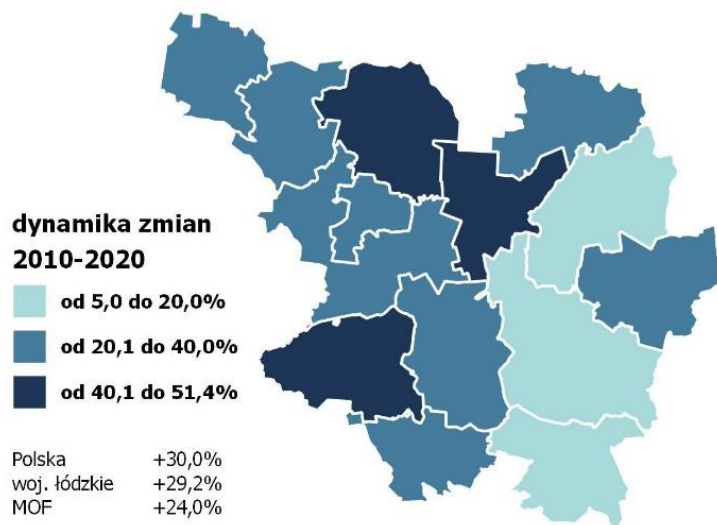 dynamika zmian
2010-2020
od 5,0 do 20,0%
od 20,1 do 40,0%
od 40,1 do 51,4%
Polska +30,0%
woj. łódzkie +29,2%
MOF +24,0%